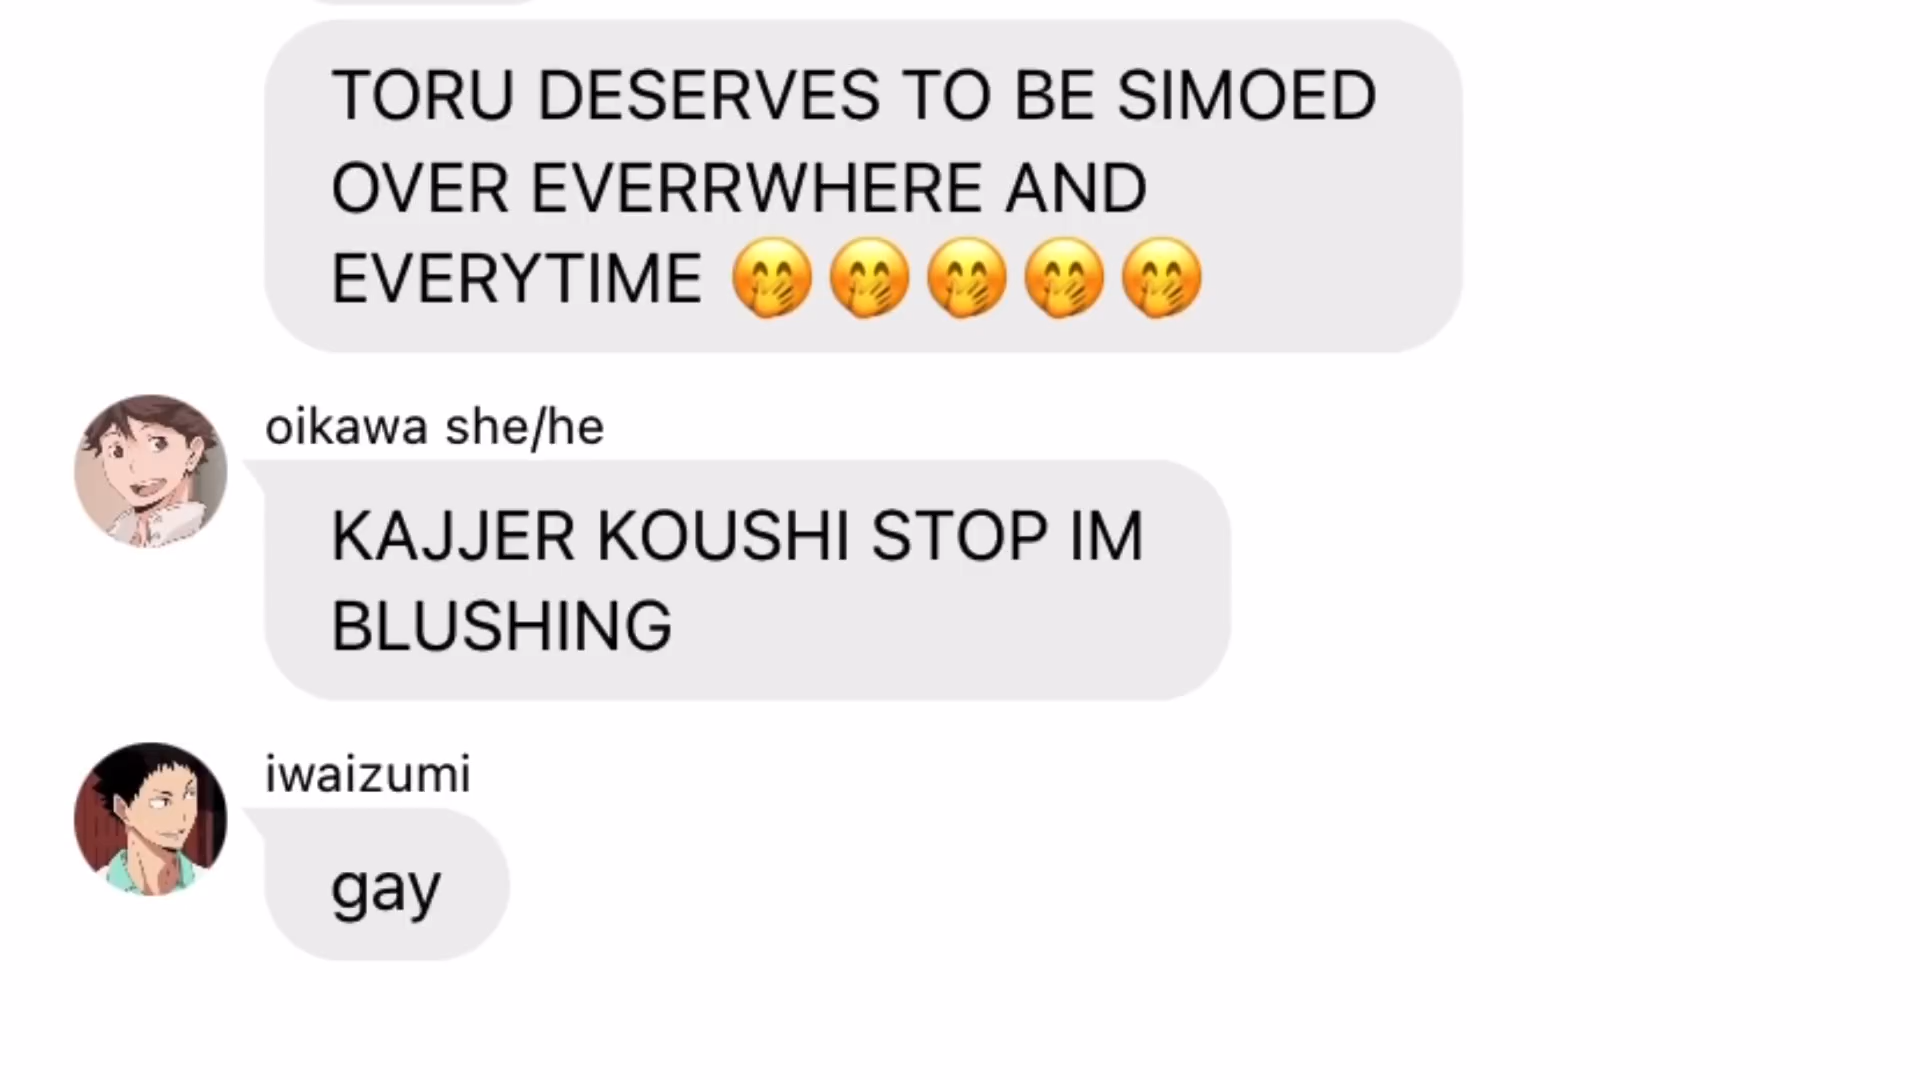 TORU DESERVES TO BE SIMOED
OVER EVERRWHERE AND
EVERYTIME 🤭🤭🤭🤭🤭
oikawa she/he
KAJJER KOUSHI STOP IM
BLUSHING
iwaizumi
gay